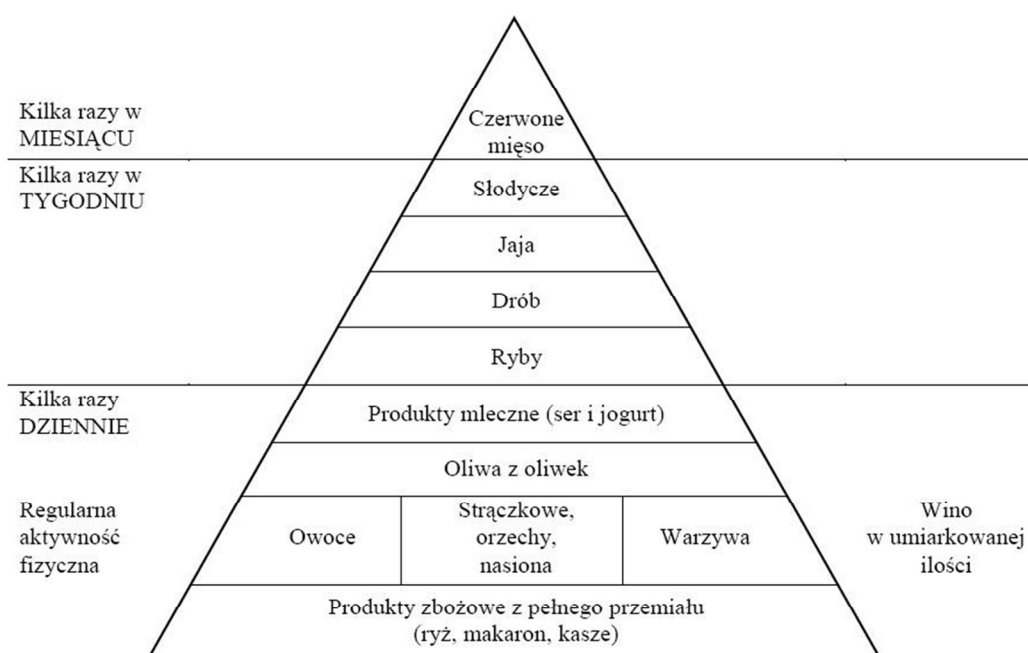 Kilka razy w
MIESIĄCU
Czerwone
mięso
Kilka razy w
TYGODNIU
Słodycze
Jaja
Drób
Ryby
Kilka razy
DZIENNIE
Produkty mleczne (ser i jogurt)
Oliwa z oliwek
Regularna
aktywność
fizyczna
Owoce
Strączkowe,
orzechy,
nasiona
Warzywa
Wino
w umiarkowanej
ilości
Produkty zbożowe z pełnego przemiału
(ryż, makaron, kasze)